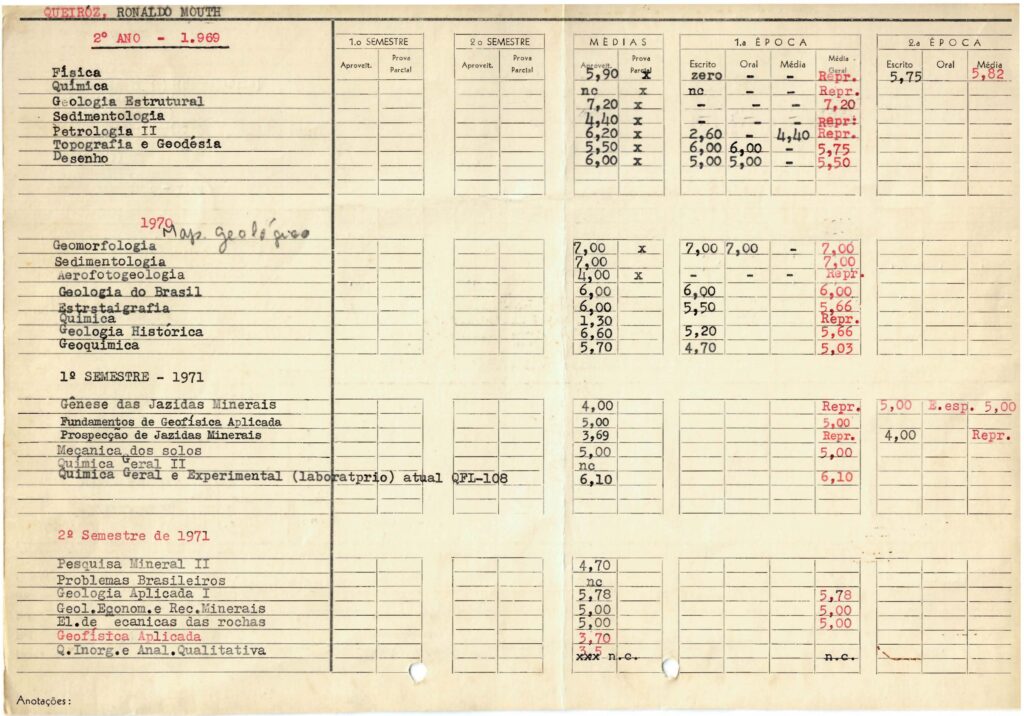 QUEIRÓZ, RONALDO MOUTH
2º ANO - 1.969
1.o SEMESTRE 2.o SEMESTRE MÉDIAS 1.a ÉPOCA 2.a ÉPOCA
Aproveit. Prova Parcial Aproveit. Prova Parcial Aproveit. Prova Parcial Escrito Oral Média Média Geral Escrito Oral Média
Física 5,90 x zero - - Repr. 5,75 5,82
Química nc x nc - - Repr.
Geologia Estrutural 7,20 x - - - 7,20
Sedimentologia 4,40 x - - Repr.
Petrologia II 6,20 x 2,60 - 4,40 Repr.
Topografia e Geodésia 5,50 x 6,00 6,00 - 5,75
Desenho 6,00 x 5,00 5,00 - 5,50
1970
Map. Geológico
Geomorfologia 7,00 x 7,00 7,00 - 7,00
Sedimentologia 7,00 7,00
Aerofotogeologia 4,00 x - - - Repr.
Geologia do Brasil 6,00 6,00 6,00
Estrstaigrafia 6,00 5,50 5,66
Química 1,30 Repr.
Geologia Histórica 6,60 5,20 5,66
Geoquímica 5,70 4,70 5,03
1º SEMESTRE - 1971
Gênese das Jazidas Minerais 4,00 Repr. 5,00 E.esp. 5,00
Fundamentos de Geofísica Aplicada 5,00 5,00
Prospecção de Jazidas Minerais 3,69 Repr. 4,00 Repr.
Mecanica dos solos 5,00 5,00
Química Geral II nc
Química Geral e Experimental (laboratprio) atual QFL-108 6,10 6,10
2º Semestre de 1971
Pesquisa Mineral II 4,70
Problemas Brasileiros nc
Geologia Aplicada I 5,78 5,78
Geol.Econom.e Rec.Minerais 5,00 5,00
El.de ecanicas das rochas 5,00 5,00
Geofísica Aplicada 3,70
Q.Inorg.e Anal.Qualitativa 3,5 xxx n.c. n.c.
Anotações: